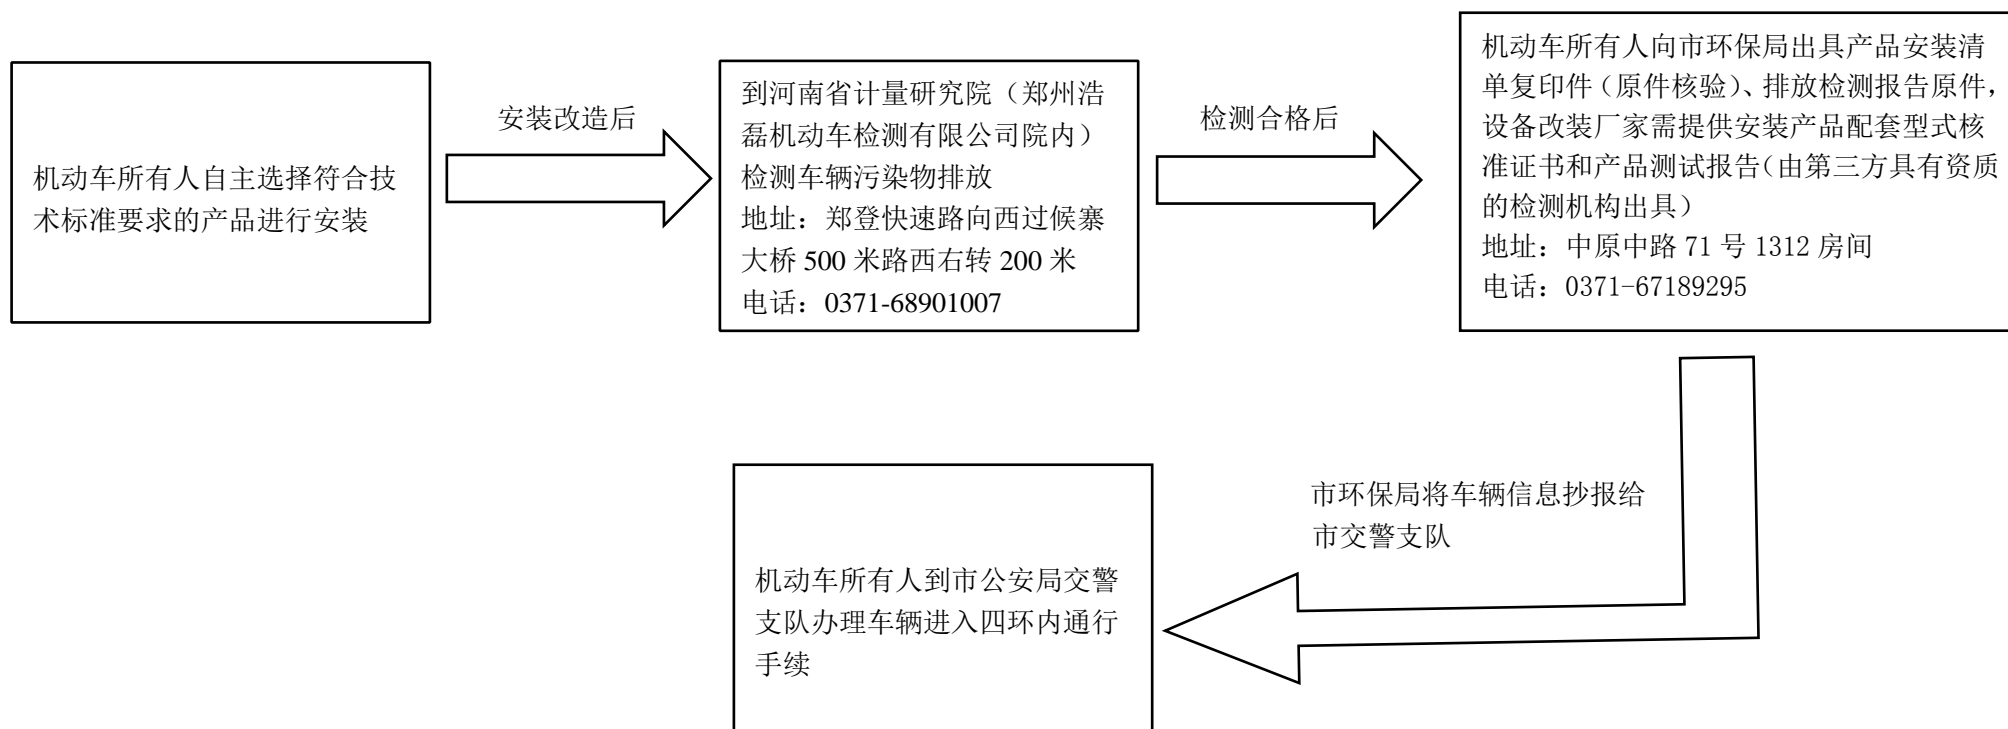 机动车所有人自主选择符合技
术标准要求的产品进行安装
安装改造后
到河南省计量研究院（郑州浩
磊机动车检测有限公司院内）
检测车辆污染物排放
地址：郑登快速路向西过候寨
大桥 500 米路西右转 200 米
电话：0371-68901007
检测合格后
机动车所有人向市环保局出具产品安装清
单复印件（原件核验）、排放检测报告原件，
设备改装厂家需提供安装产品配套型式核
准证书和产品测试报告（由第三方具有资质
的检测机构出具）
地址：中原中路 71 号 1312 房间
电话：0371-67189295
市环保局将车辆信息抄报给
市交警支队
机动车所有人到市公安局交警
支队办理车辆进入四环内通行
手续